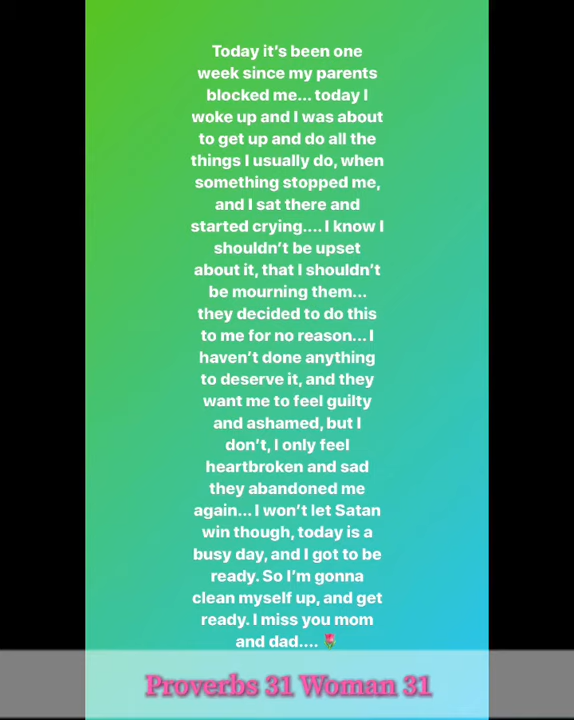 Today it’s been one
week since my parents
blocked me... today I
woke up and I was about
to get up and do all the
things I usually do, when
something stopped me,
and I sat there and
started crying.... I know I
shouldn’t be upset
about it, that I shouldn’t
be mourning them...
they decided to do this
to me for no reason... I
haven’t done anything
to deserve it, and they
want me to feel guilty
and ashamed, but I
don’t, I only feel
heartbroken and sad
they abandoned me
again... I won’t let Satan
win though, today is a
busy day, and I got to be
ready. So I’m gonna
clean myself up, and get
ready. I miss you mom
and dad.... 🌷
Proverbs 31 Woman 31